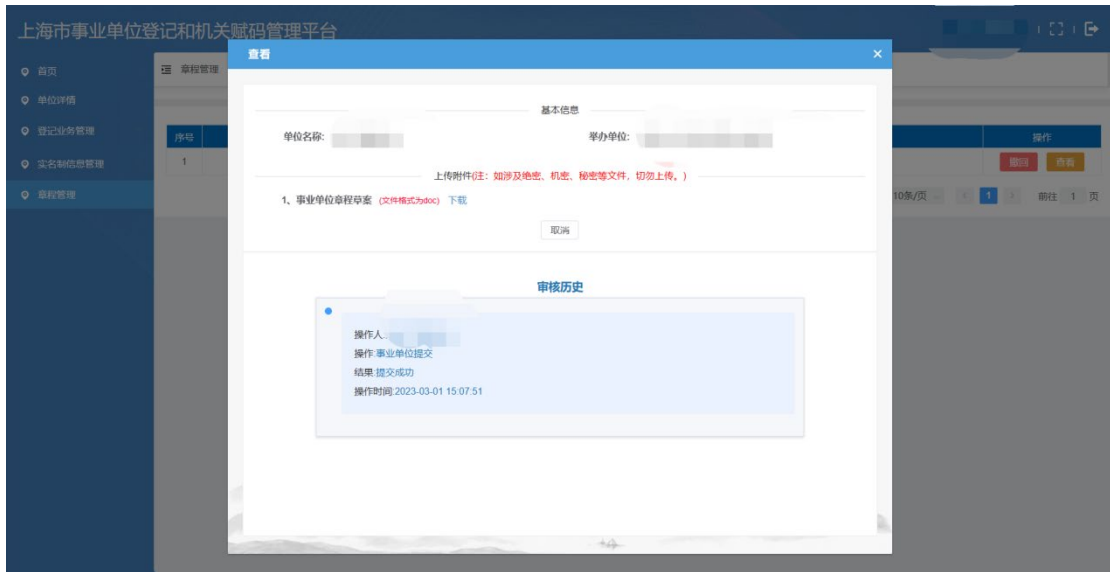 上海市事业单位登记和机关赋码管理平台
查看
首页
章程管理
单位详情
基本信息
登记业务管理
序号
单位名称:
举办单位:
操作
实名制信息管理
1
撤回
查看
上传附件(注：如涉及绝密、机密、秘密等文件，切勿上传。)
章程管理
1、事业单位章程草案 (文件格式为doc) 下载
10条/页
1
前往 1 页
取消
审核历史
操作人:
操作:事业单位提交
结果:提交成功
操作时间:2023-03-01 15:07:51